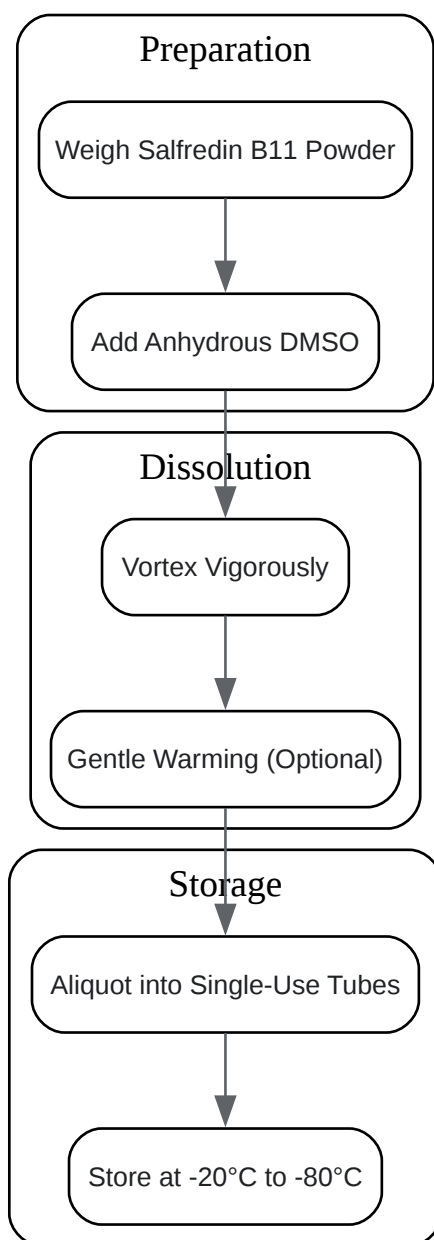 Preparation
Weigh Salfredin B11 Powder
Add Anhydrous DMSO
Dissolution
Vortex Vigorously
Gentle Warming (Optional)
Storage
Aliquot into Single-Use Tubes
Store at -20°C to -80°C